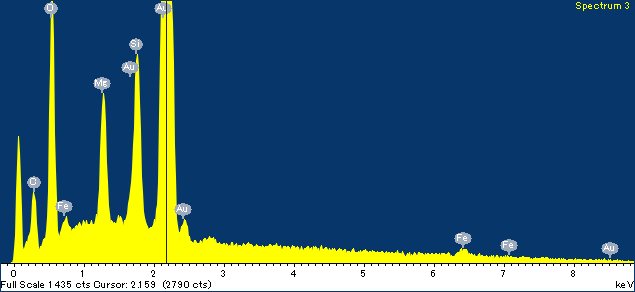 Spectrum 3
O
Au
Si
Au
Mg
O
Fe
Au
Fe
Fe
Au
0 1 2 3 4 5 6 7 8
Full Scale 1435 cts Cursor: 2.159 (2790 cts) keV